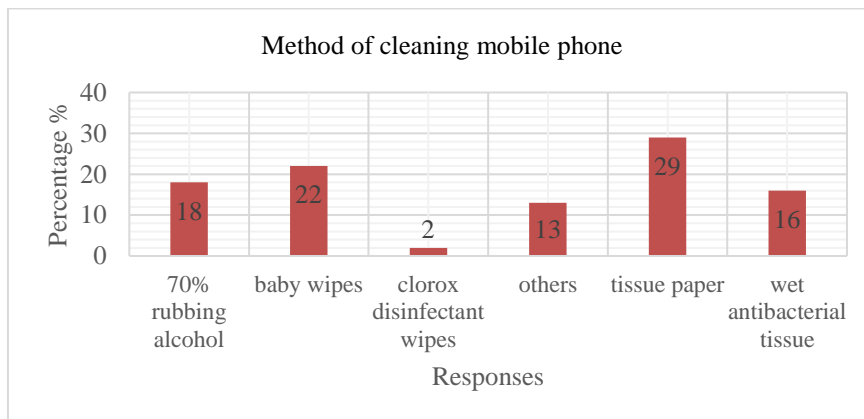 Method of cleaning mobile phone
Percentage %
40
30
20
10
0
18
22
2
13
29
16
70%
rubbing
alcohol
baby wipes
clorox
disinfectant
wipes
others
tissue paper
wet
antibacterial
tissue
Responses